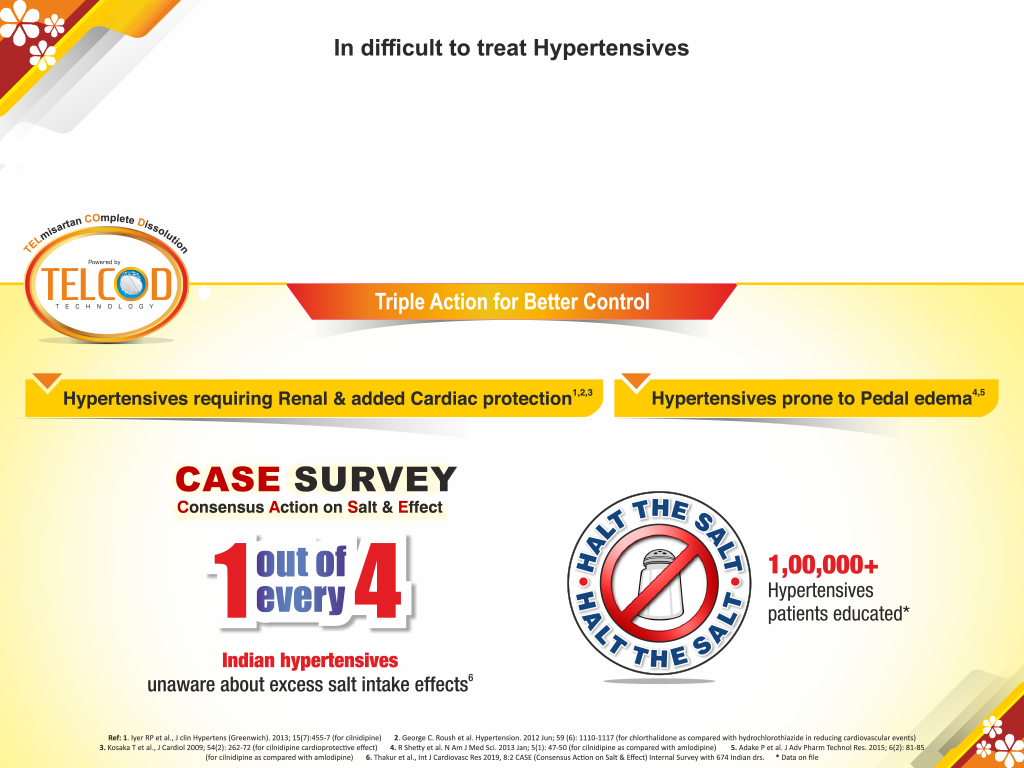 In difficult to treat Hypertensives
TELmisartan COmplete Dissolution
Powered by
TELCOD
TECHNOLOGY
Triple Action for Better Control
Hypertensives requiring Renal & added Cardiac protection1,2,3
Hypertensives prone to Pedal edema4,5
CASE SURVEY
Consensus Action on Salt & Effect
1 out of every 4
Indian hypertensives
unaware about excess salt intake effects6
HALT THE SALT
HALT THE SALT
1,00,000+
Hypertensives
patients educated*
Ref: 1. Iyer RP et al., J clin Hypertens (Greenwich). 2013; 15(7):455-7 (for cilnidipine) 2. George C. Roush et al. Hypertension. 2012 Jun; 59 (6): 1110-1117 (for chlorthalidone as compared with hydrochlorothiazide in reducing cardiovascular events)
3. Kosaka T et al., J Cardiol 2009; 54(2): 262-72 (for cilnidipine cardioprotective effect) 4. R Shetty et al. N Am J Med Sci. 2013 Jan; 5(1): 47-50 (for cilnidipine as compared with amlodipine) 5. Adake P et al. J Adv Pharm Technol Res. 2015; 6(2): 81-85
(for cilnidipine as compared with amlodipine) 6. Thakur et al., Int J Cardiovasc Res 2019, 8:2 CASE (Consensus Action on Salt & Effect) Internal Survey with 674 Indian drs. * Data on file